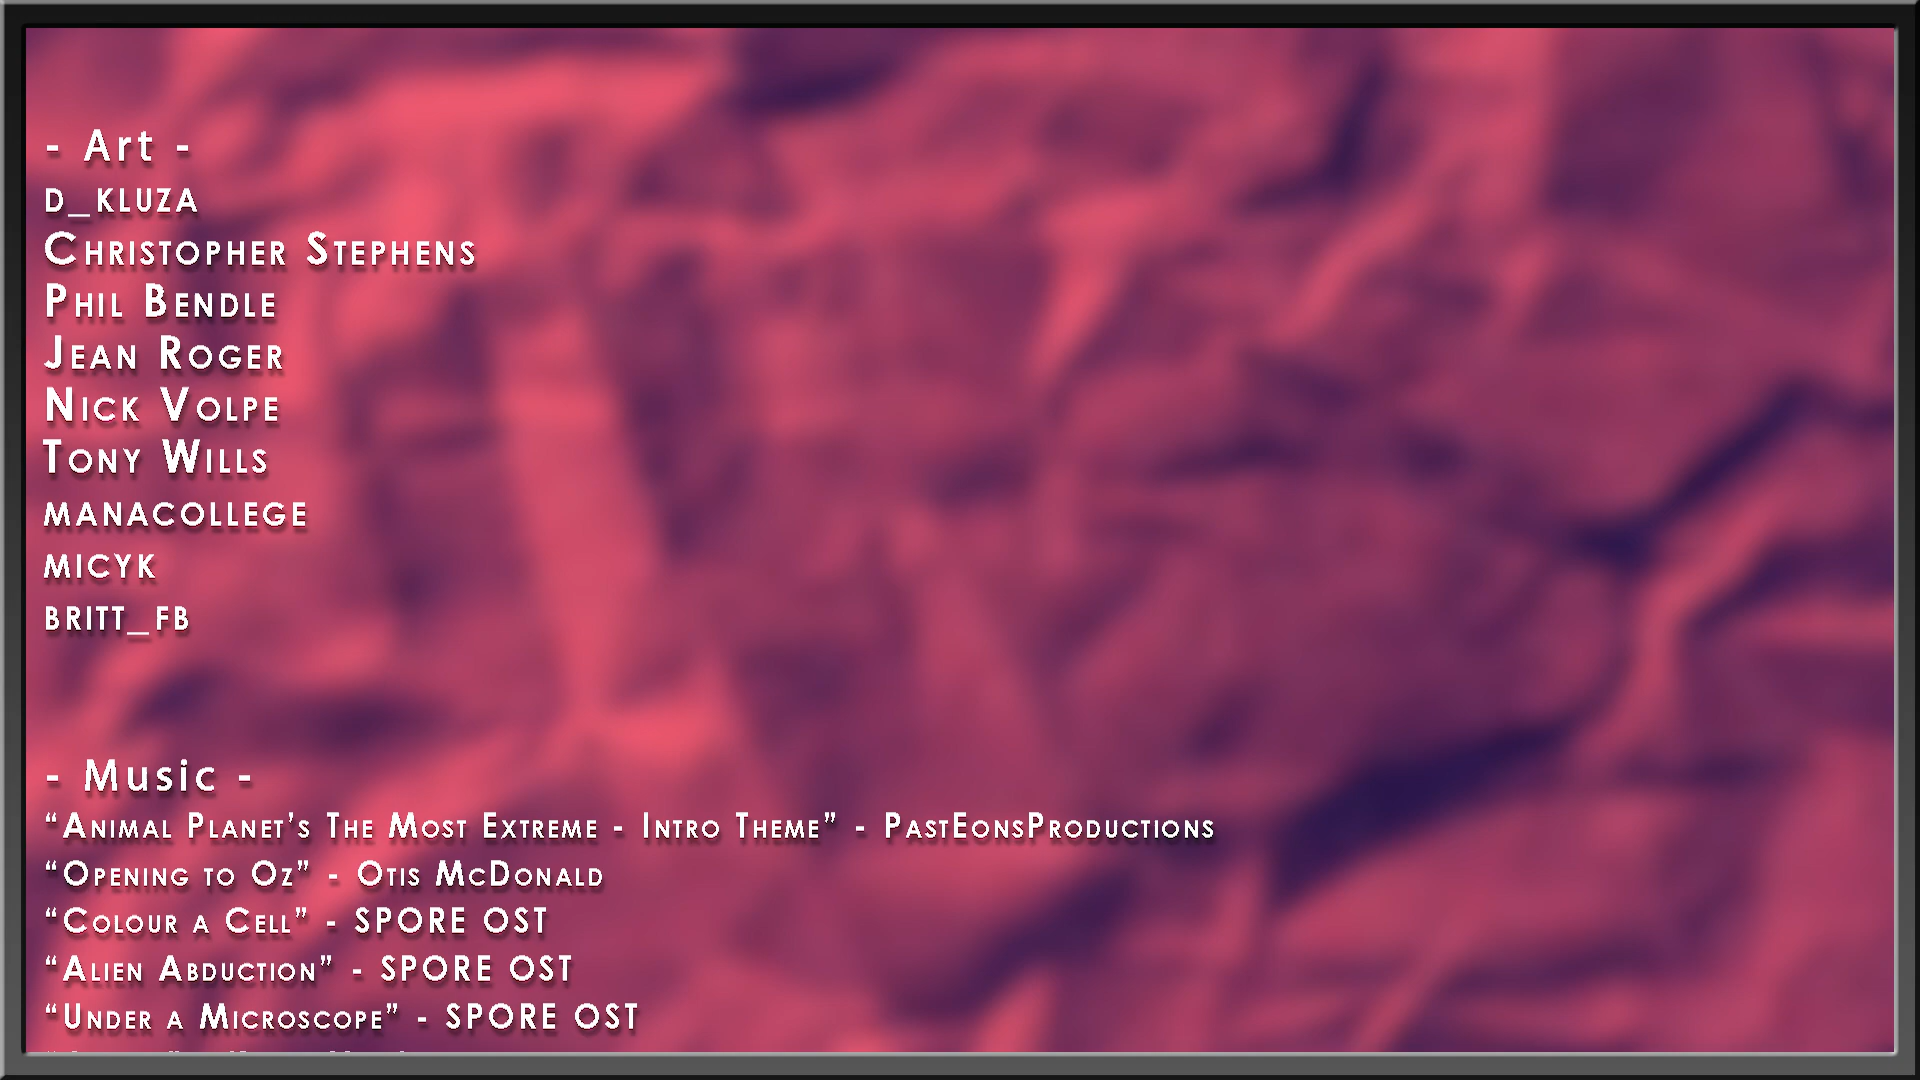 - Art -
D_KLUZA
Christopher Stephens
Phil Bendle
Jean Roger
Nick Volpe
Tony Wills
MANACOLLEGE
MICYK
BRITT_FB
- Music -
“Animal Planet’s The Most Extreme - Intro Theme” - PastEonsProductions
“Opening to Oz” - Otis McDonald
“Colour a Cell” - SPORE OST
“Alien Abduction” - SPORE OST
“Under a Microscope” - SPORE OST